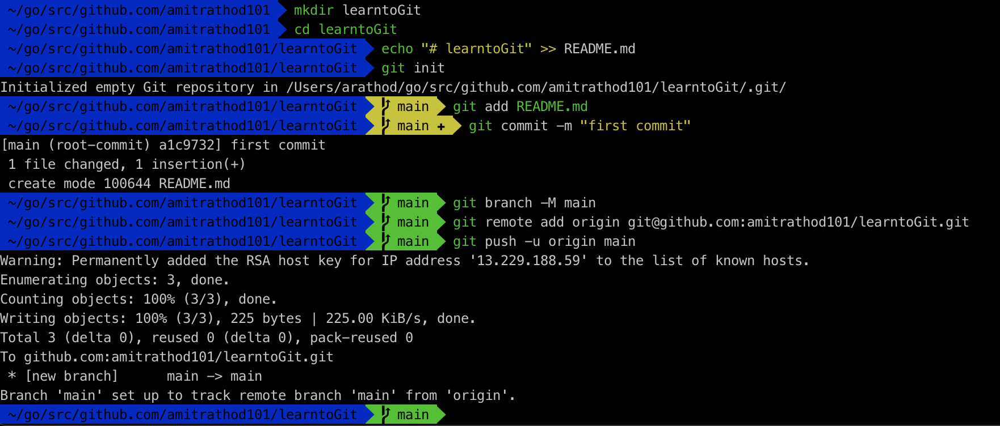 ~/go/src/github.com/amitrathod101 mkdir learntoGit
~/go/src/github.com/amitrathod101 cd learntoGit
~/go/src/github.com/amitrathod101/learntoGit echo "# learntoGit" >> README.md
~/go/src/github.com/amitrathod101/learntoGit git init
Initialized empty Git repository in /Users/arathod/go/src/github.com/amitrathod101/learntoGit/.git/
~/go/src/github.com/amitrathod101/learntoGit main git add README.md
~/go/src/github.com/amitrathod101/learntoGit main ✚ git commit -m "first commit"
[main (root-commit) a1c9732] first commit
 1 file changed, 1 insertion(+)
 create mode 100644 README.md
~/go/src/github.com/amitrathod101/learntoGit main git branch -M main
~/go/src/github.com/amitrathod101/learntoGit main git remote add origin git@github.com:amitrathod101/learntoGit.git
~/go/src/github.com/amitrathod101/learntoGit main git push -u origin main
Warning: Permanently added the RSA host key for IP address '13.229.188.59' to the list of known hosts.
Enumerating objects: 3, done.
Counting objects: 100% (3/3), done.
Writing objects: 100% (3/3), 225 bytes | 225.00 KiB/s, done.
Total 3 (delta 0), reused 0 (delta 0), pack-reused 0
To github.com:amitrathod101/learntoGit.git
 * [new branch]      main -> main
Branch 'main' set up to track remote branch 'main' from 'origin'.
~/go/src/github.com/amitrathod101/learntoGit main